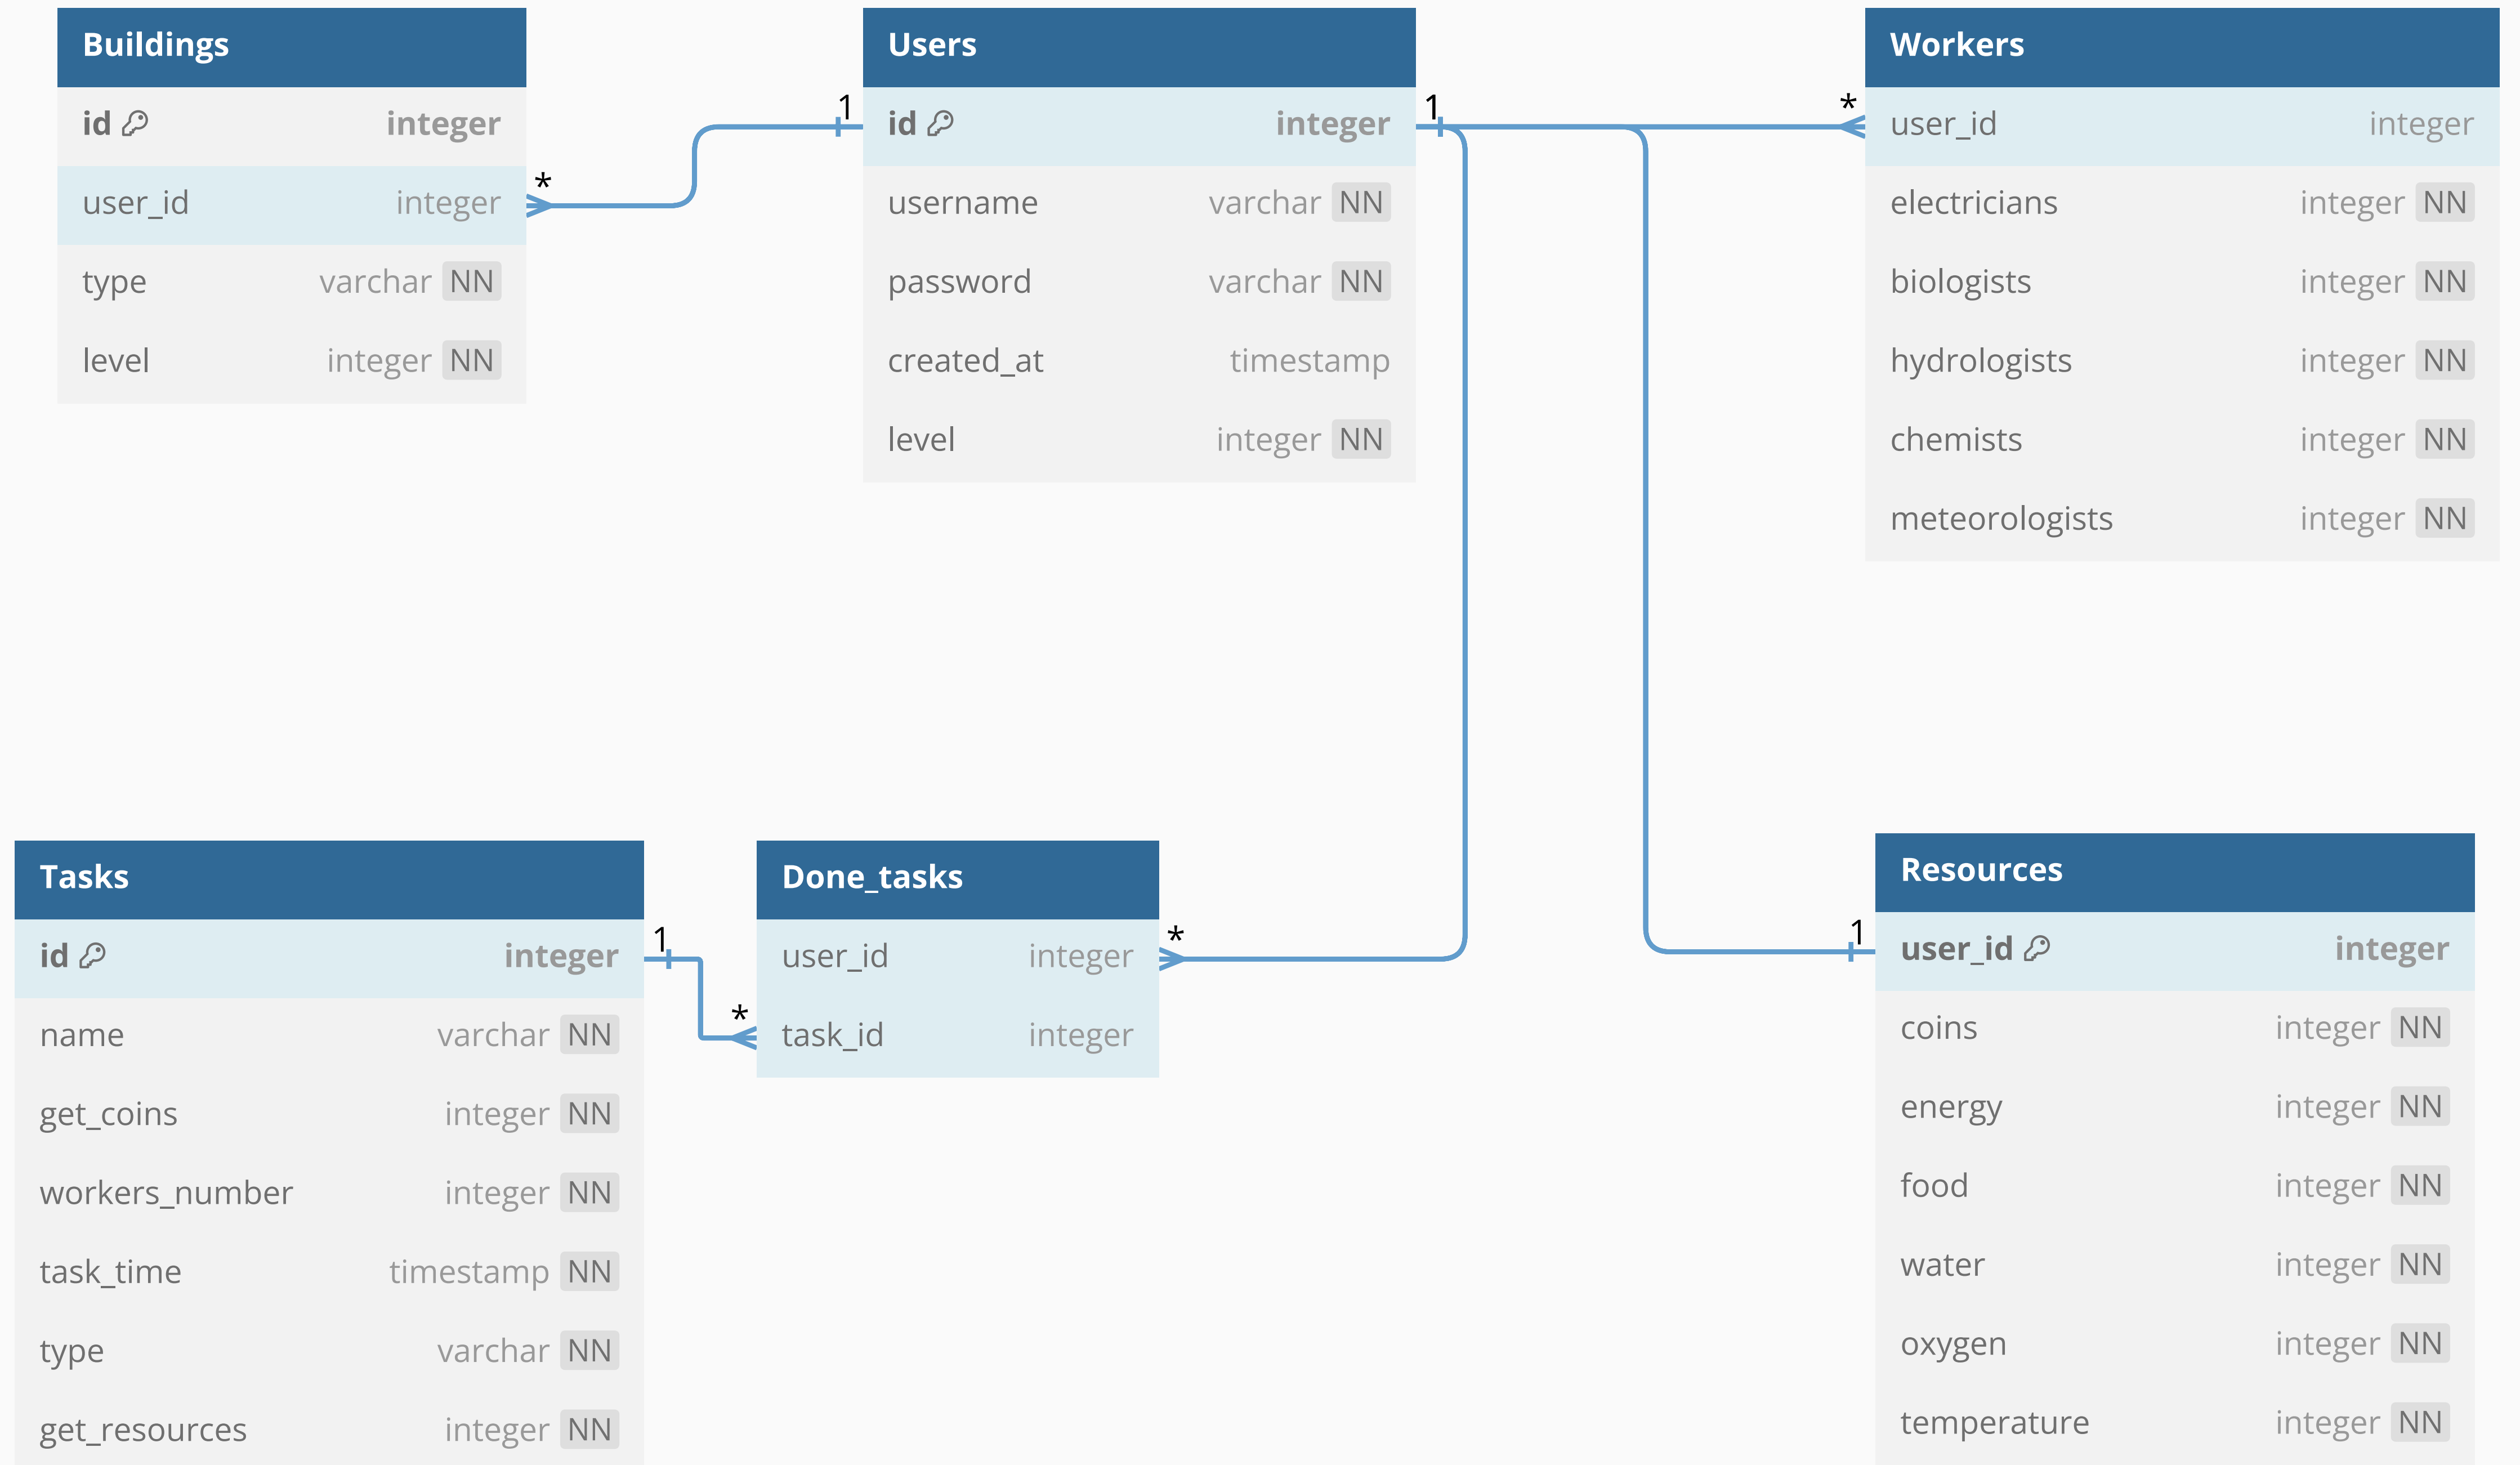 Buildings
id integer
user_id integer
type varchar NN
level integer NN
1
*
Users
id integer
username varchar NN
password varchar NN
created_at timestamp
level integer NN
1
*
Workers
user_id integer
electricians integer NN
biologists integer NN
hydrologists integer NN
chemists integer NN
meteorologists integer NN
Tasks
id integer
name varchar NN
get_coins integer NN
workers_number integer NN
task_time timestamp NN
type varchar NN
get_resources integer NN
1
*
Done_tasks
user_id integer
task_id integer
*
1
Resources
user_id integer
coins integer NN
energy integer NN
food integer NN
water integer NN
oxygen integer NN
temperature integer NN